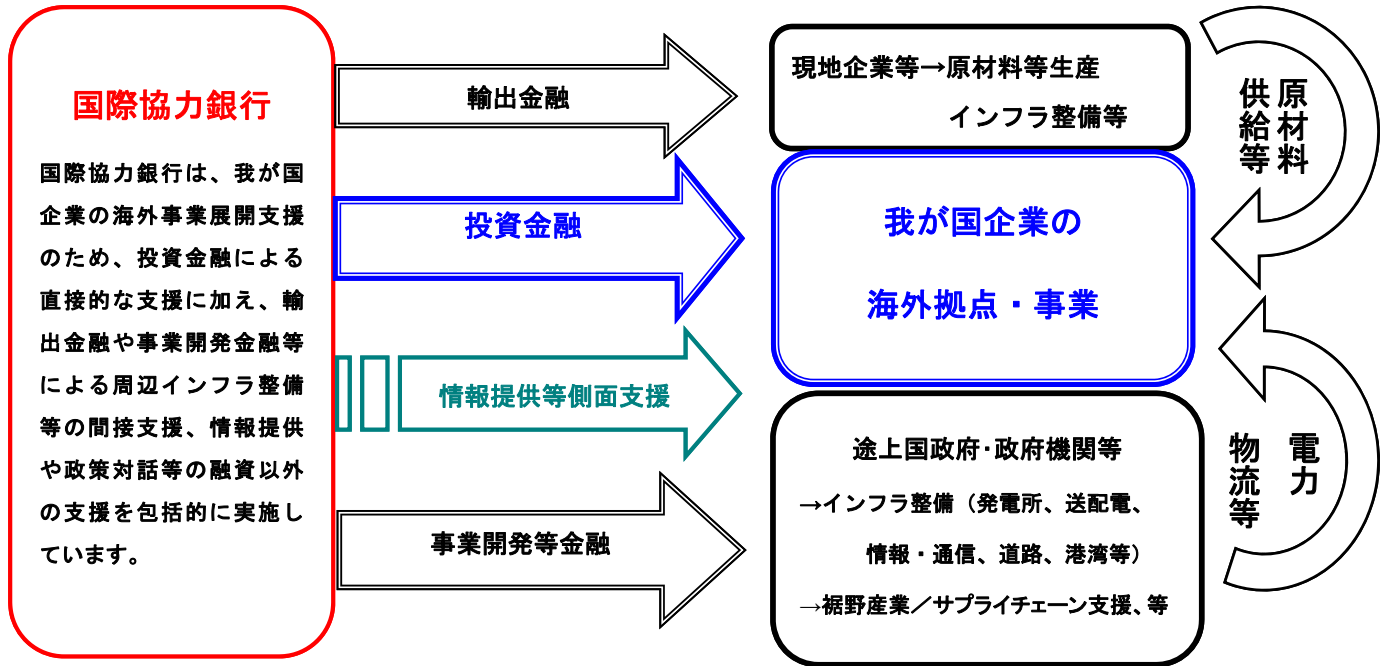 国際協力銀行
国際協力銀行は、我が国
企業の海外事業展開支援
のため、投資金融による
直接的な支援に加え、輸
出金融や事業開発金融等
による周辺インフラ整備
等の間接支援、情報提供
や政策対話等の融資以外
の支援を包括的に実施し
ています。
輸出金融
投資金融
情報提供等側面支援
事業開発等金融
現地企業等→原材料等生産
インフラ整備等
我が国企業の
海外拠点・事業
途上国政府・政府機関等
→インフラ整備（発電所、送配電、
情報・通信、道路、港湾等）
→裾野産業／サプライチェーン支援、等
原材料
供給等
電力
物流等